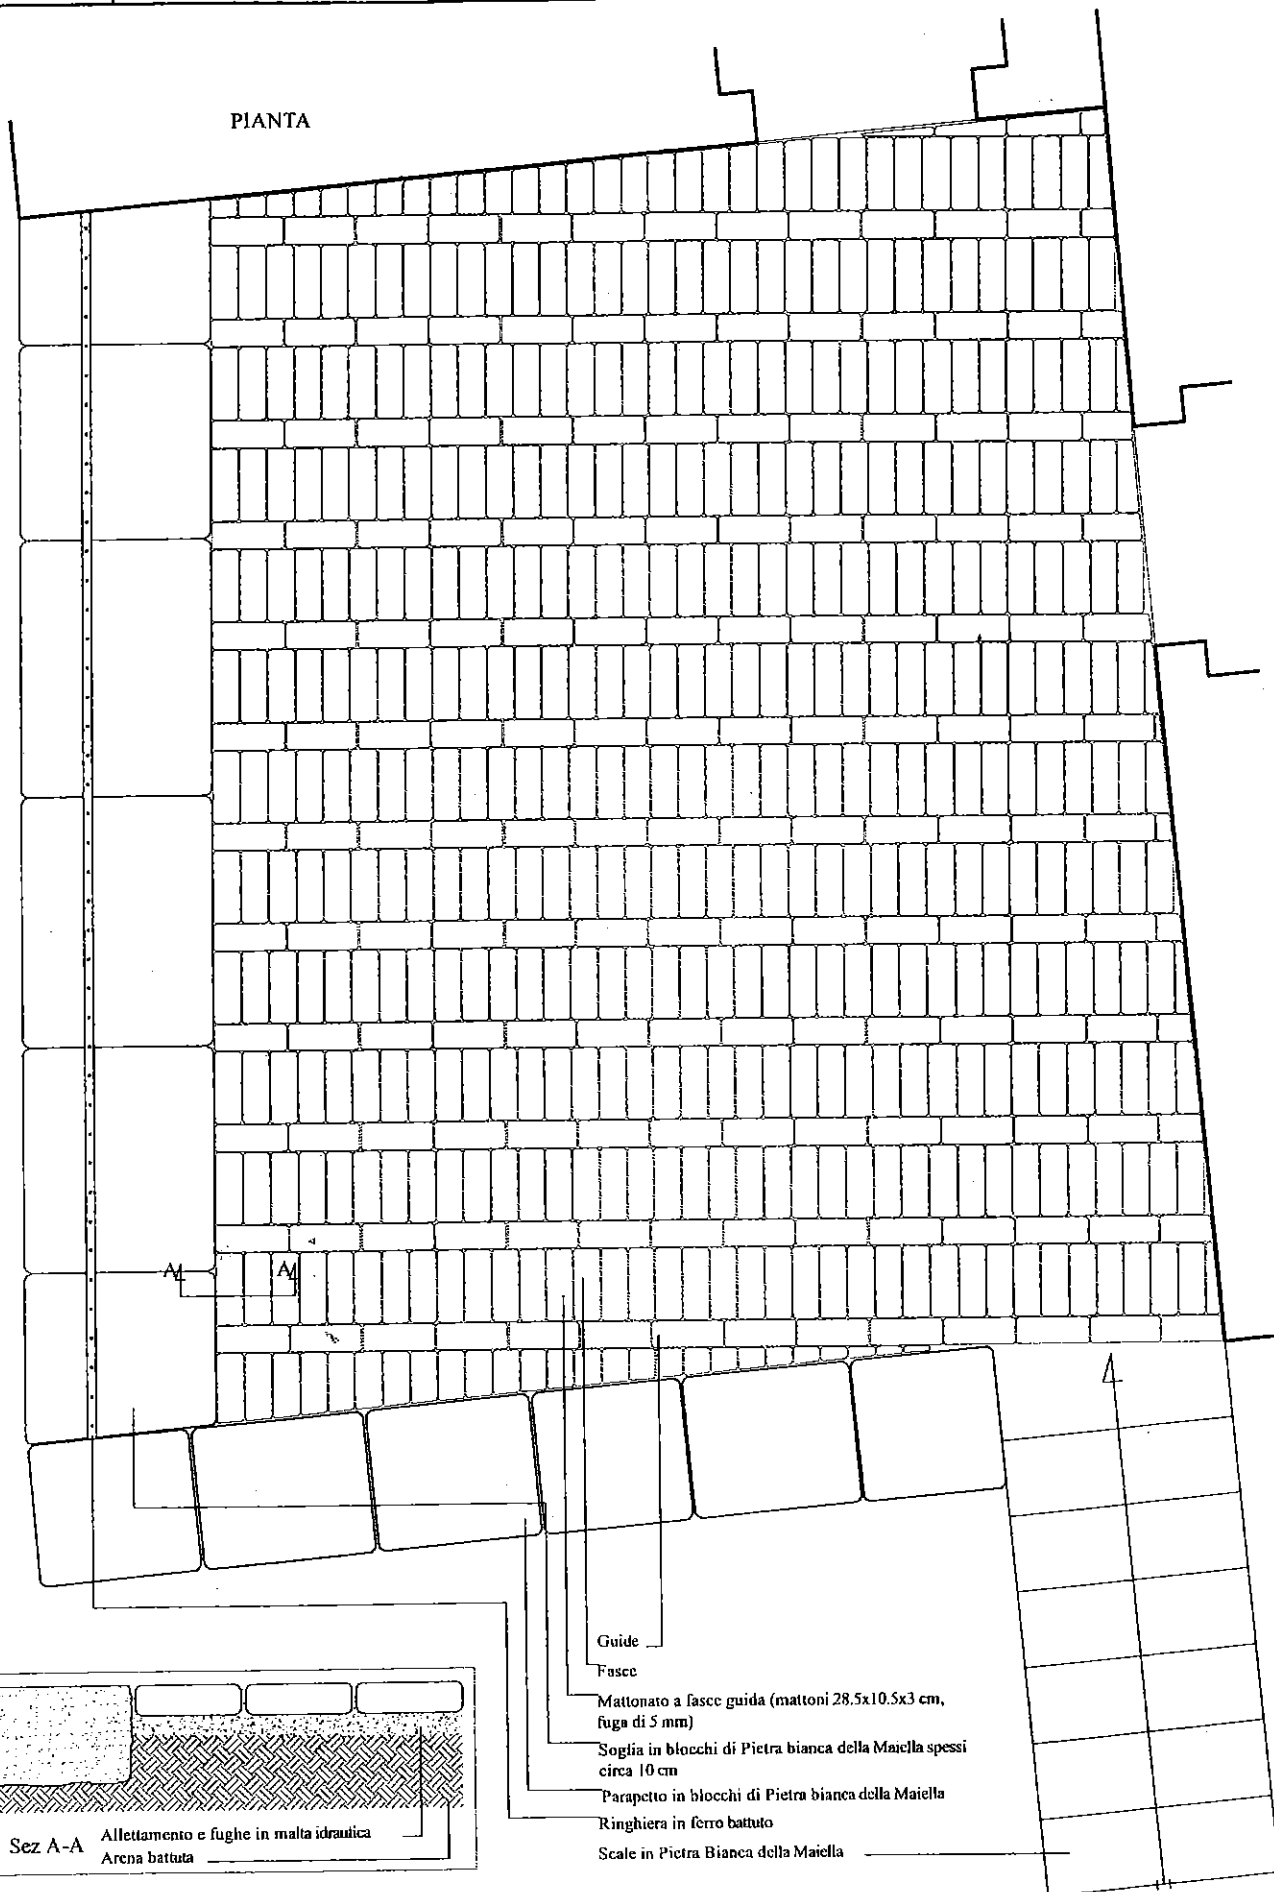 PIANTA
A
A
Guide
Fasce
Mattonato a fasce guida (mattoni 28.5x10.5x3 cm,
fuga di 5 mm)
Soglia in blocchi di Pietra bianca della Maiella spessi
circa 10 cm
Parapetto in blocchi di Pietra bianca della Maiella
Ringhiera in ferro battuto
Scale in Pietra Bianca della Maiella
Sez A-A
Allettamento e fughe in malta idraulica
Arena battuta